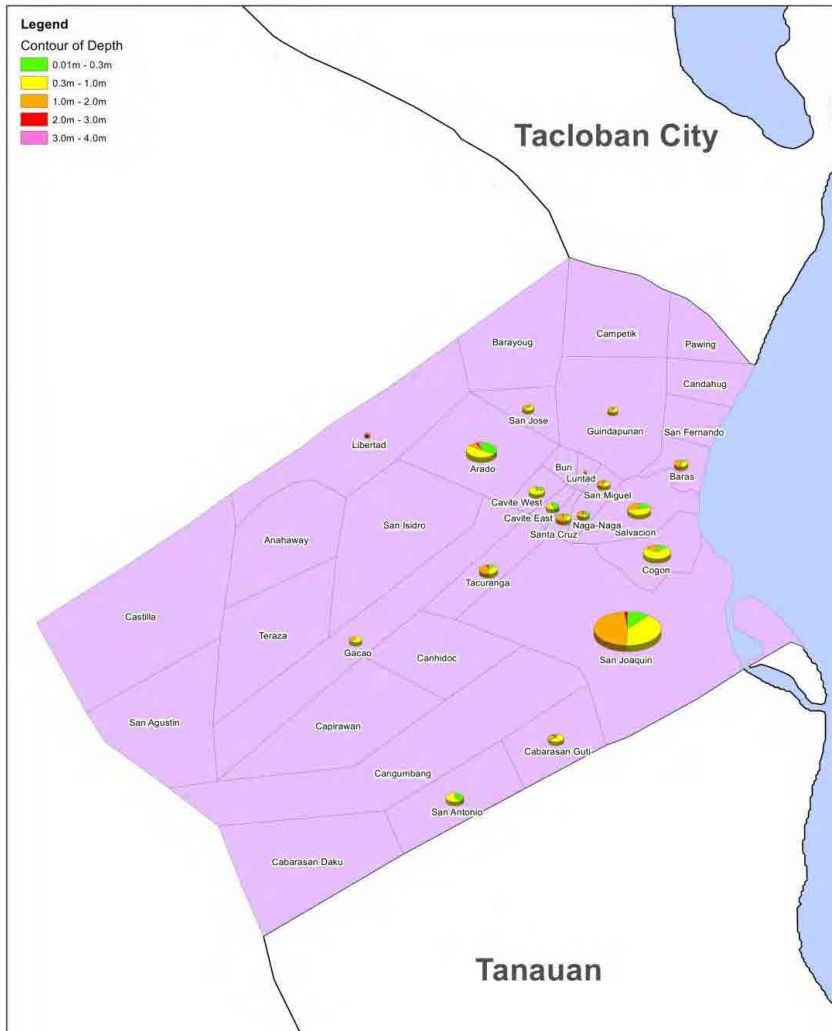 Legend
Contour of Depth
0.01m - 0.3m
0.3m - 1.0m
1.0m - 2.0m
2.0m - 3.0m
3.0m - 4.0m
Tacloban City
Barayoug
Campetik
Pawing
Candahug
San Jose
Guindapunan
San Fernando
Libertad
Arado
Buri
Luntad
Baras
San Miguel
Cavite West
Cavite East
Naga-Naga
Salvacion
Santa Cruz
San Isidro
Anahaway
Cogon
Tacuranga
Castilla
Teraza
Gacao
Canhidoc
San Joaquin
San Agustin
Capirawan
Cabarasan Guti
Cangumbang
San Antonio
Cabarasan Daku
Tanauan